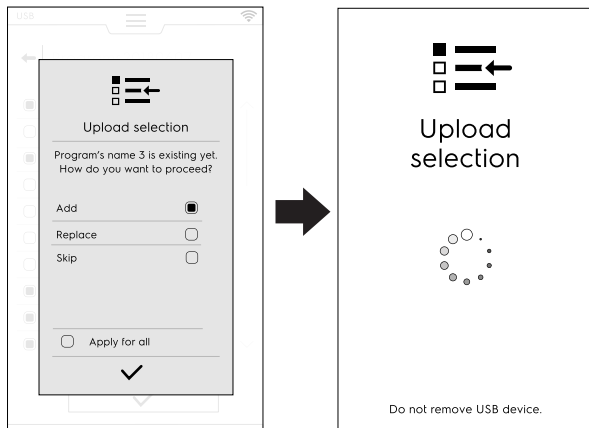 USB
Upload selection
Program's name 3 is existing yet.
How do you want to proceed?
Add
Replace
Skip
Apply for all
Upload
selection
Do not remove USB device.